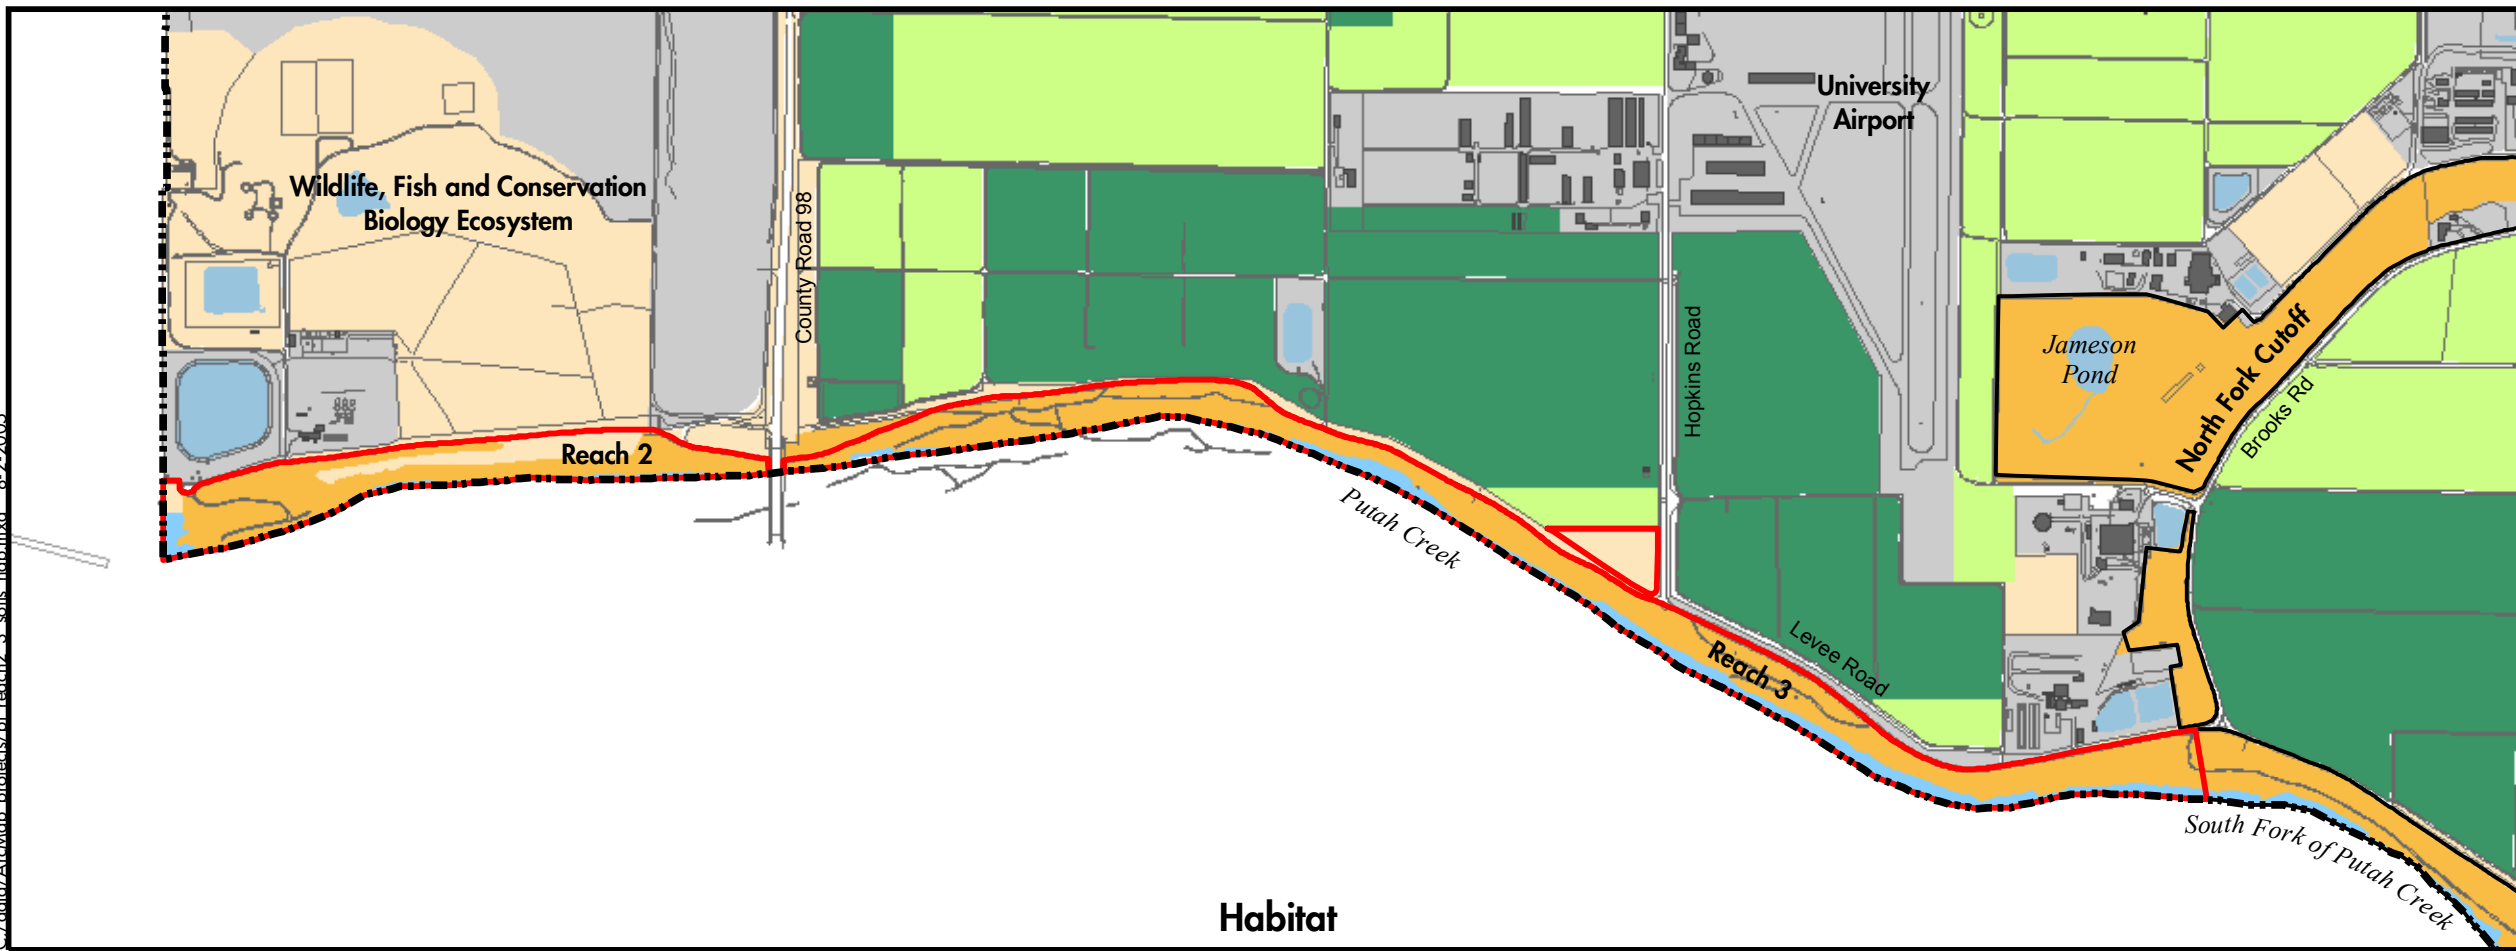 University
Airport
Wildlife, Fish and Conservation
Biology Ecosystem
County Road 98
Hopkins Road
Jameson
Pond
North Fork Cutoff
Brooks Rd
Reach 2
Putah Creek
Levee Road
Reach 3
South Fork of Putah Creek
Habitat